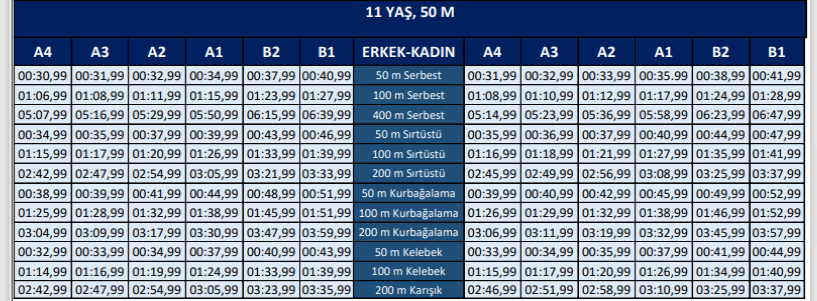 11 YAŞ, 50 M
A4 A3 A2 A1 B2 B1 ERKEK-KADIN A4 A3 A2 A1 B2 B1
00:30,99 00:31,99 00:32,99 00:34,99 00:37,99 00:40,99 50 m Serbest 00:31,99 00:32,99 00:33,99 00:35.99 00:38,99 00:41,99
01:06,99 01:08,99 01:11,99 01:15,99 01:23,99 01:27,99 100 m Serbest 01:08,99 01:10,99 01:12,99 01:17,99 01:24,99 01:28,99
05:07,99 05:16,99 05:29,99 05:50,99 06:15,99 06:39,99 400 m Serbest 05:14,99 05:23,99 05:36,99 05:58,99 06:23,99 06:47,99
00:34,99 00:35,99 00:37,99 00:39,99 00:43,99 00:46,99 50 m Sırtüstü 00:35,99 00:36,99 00:37,99 00:40,99 00:44,99 00:47,99
01:15,99 01:17,99 01:20,99 01:26,99 01:33,99 01:39,99 100 m Sırtüstü 01:16,99 01:18,99 01:21,99 01:27,99 01:35,99 01:41,99
02:42,99 02:47,99 02:54,99 03:05,99 03:21,99 03:33,99 200 m Sırtüstü 02:45,99 02:49,99 02:56,99 03:08,99 03:25,99 03:37,99
00:38,99 00:39,99 00:41,99 00:44,99 00:48,99 00:51,99 50 m Kurbağalama 00:39,99 00:40,99 00:42,99 00:45,99 00:49,99 00:52,99
01:25,99 01:28,99 01:32,99 01:38,99 01:45,99 01:51,99 100 m Kurbağalama 01:26,99 01:29,99 01:32,99 01:38,99 01:46,99 01:52,99
03:04,99 03:09,99 03:17,99 03:30,99 03:47,99 03:59,99 200 m Kurbağalama 03:06,99 03:11,99 03:19,99 03:32,99 03:45,99 03:57,99
00:32,99 00:33,99 00:34,99 00:37,99 00:40,99 00:43,99 50 m Kelebek 00:33,99 00:34,99 00:35,99 00:37,99 00:41,99 00:44,99
01:14,99 01:16,99 01:19,99 01:24,99 01:33,99 01:39,99 100 m Kelebek 01:15,99 01:17,99 01:20,99 01:26,99 01:34,99 01:40,99
02:42,99 02:47,99 02:54,99 03:05,99 03:23,99 03:35,99 200 m Karışık 02:46,99 02:51,99 02:58,99 03:10,99 03:25,99 03:37,99